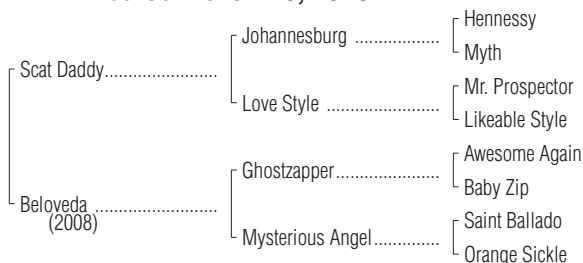 Hennessy
Johannesburg ...................
Myth
Scat Daddy.........................
Mr. Prospector
Love Style .........................
Likeable Style
Awesome Again
Ghostzapper.......................
Baby Zip
Beloveda ...........................
(2008)
Saint Ballado
Mysterious Angel...............
Orange Sickle